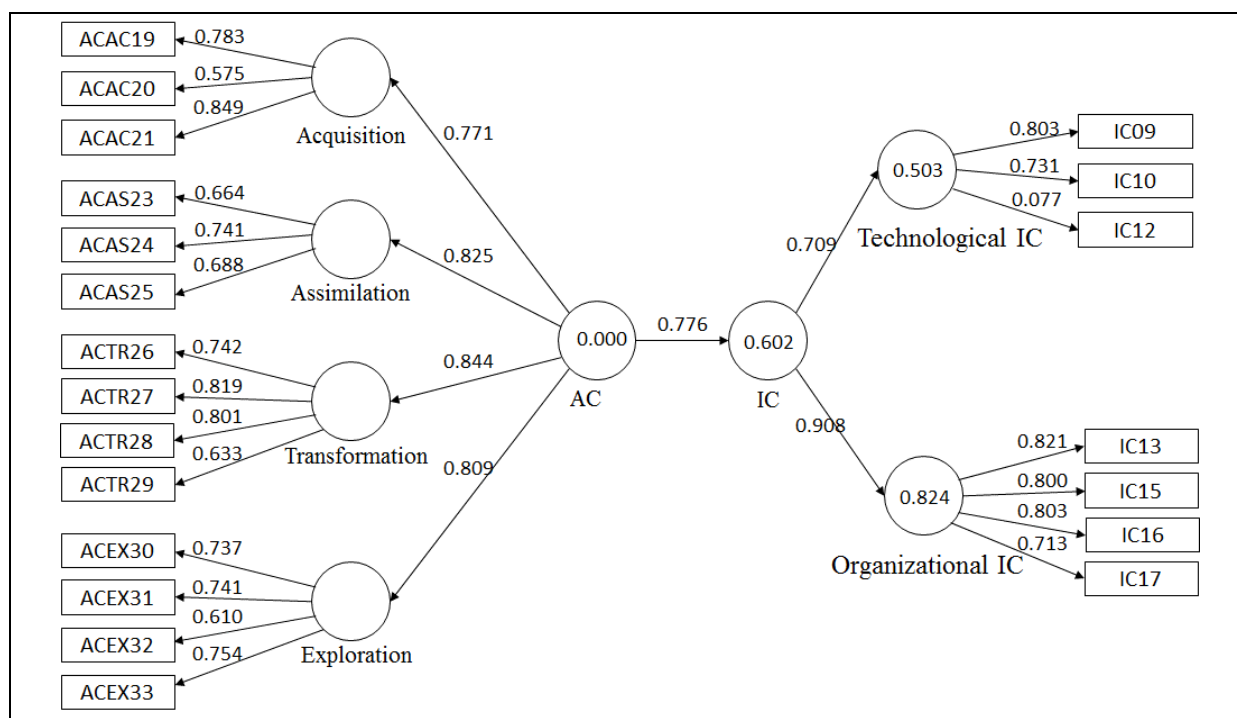 ACAC19
0.783
ACAC20
0.575
ACAC21
0.849
Acquisition
0.771
ACAS23
0.664
ACAS24
0.741
ACAS25
0.688
Assimilation
0.825
ACTR26
0.742
ACTR27
0.819
ACTR28
0.801
ACTR29
0.633
Transformation
0.844
ACEX30
0.737
ACEX31
0.741
ACEX32
0.610
ACEX33
0.754
Exploration
0.809
0.000
AC
0.776
0.602
IC
0.709
0.503
Technological IC
0.803
IC09
0.731
IC10
0.077
IC12
0.908
0.824
Organizational IC
0.821
IC13
0.800
IC15
0.803
IC16
0.713
IC17